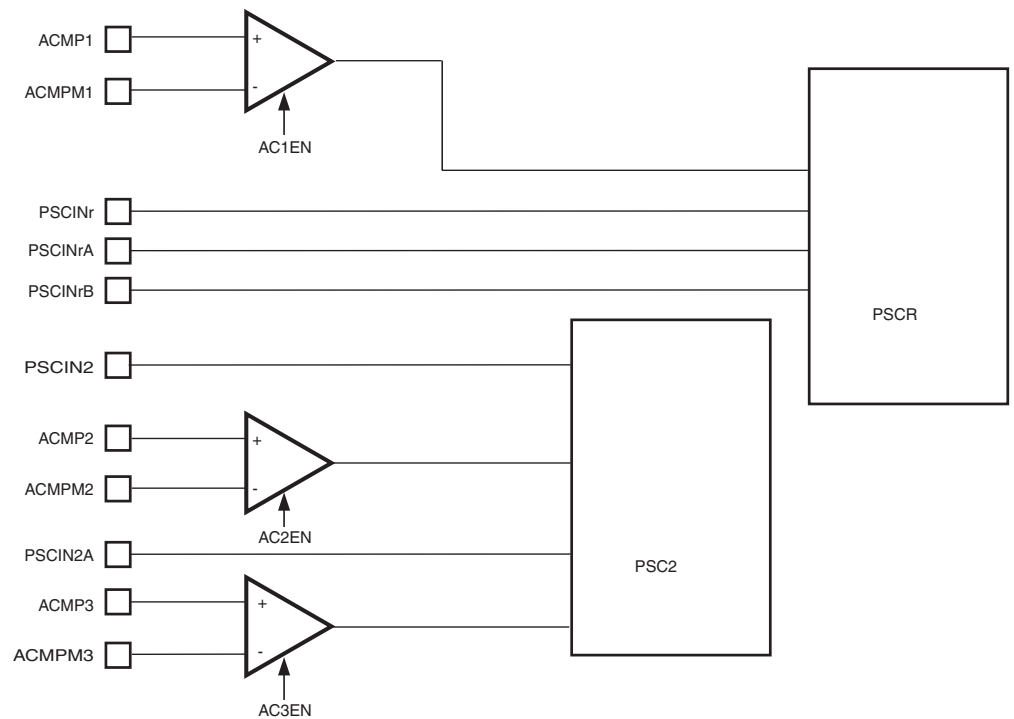 ACMP1
+
ACMPM1
-
AC1EN
PSCINr
PSCINrA
PSCINrB
PSCR
PSCIN2
ACMP2
+
ACMPM2
-
AC2EN
PSCIN2A
PSC2
ACMP3
+
ACMPM3
-
AC3EN